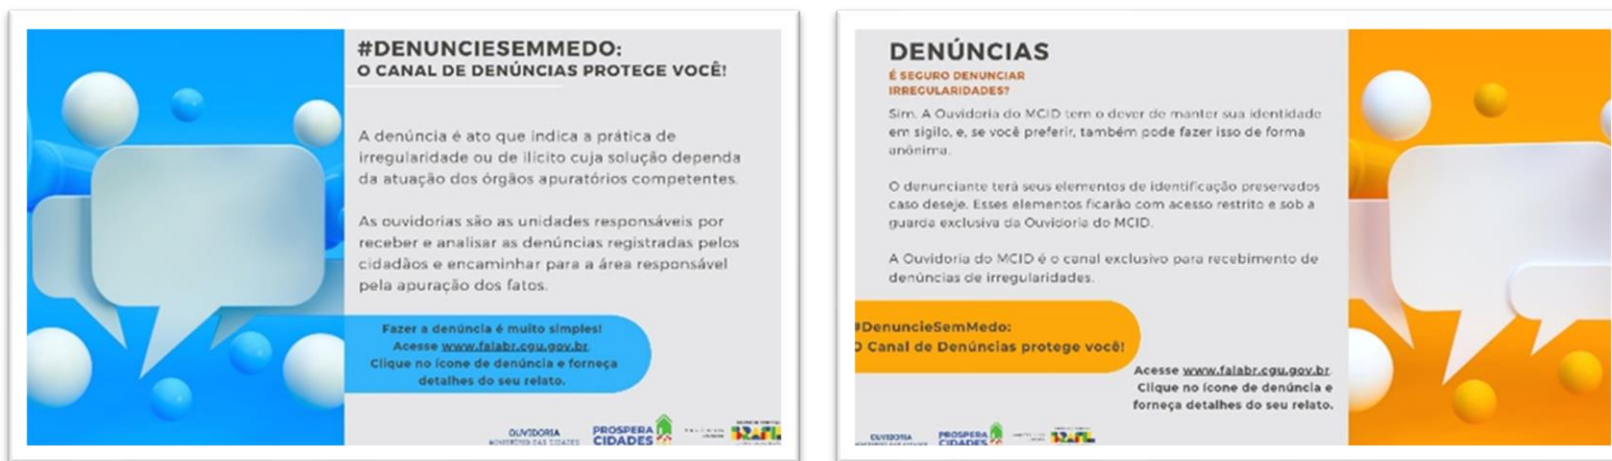 #DENUNCIESEMMEDO:
O CANAL DE DENÚNCIAS PROTEGE VOCÊ!
A denúncia é ato que indica a prática de
irregularidade ou de ilícito cuja solução dependa
da atuação dos órgãos apuratórios competentes.
As ouvidorias são as unidades responsáveis por
receber e analisar as denúncias registradas pelos
cidadãos e encaminhar para a área responsável
pela apuração dos fatos.
Fazer a denúncia é muito simples!
Acesse www.falabr.cgu.gov.br.
Clique no ícone de denúncia e forneça
detalhes do seu relato.
OUVIDORIA
MINISTÉRIO DAS CIDADES
PROSPERA
CIDADES
BRASIL
DENÚNCIAS
É SEGURO DENUNCIAR
IRREGULARIDADES?
Sim. A Ouvidoria do MCID tem o dever de manter sua identidade
em sigilo, e, se você preferir, também pode fazer isso de forma
anônima.
O denunciante terá seus elementos de identificação preservados
caso deseje. Esses elementos ficarão com acesso restrito e sob a
guarda exclusiva da Ouvidoria do MCID.
A Ouvidoria do MCID é o canal exclusivo para recebimento de
denúncias de irregularidades.
#DenuncieSemMedo:
O Canal de Denúncias protege você!
Acesse www.falabr.cgu.gov.br.
Clique no ícone de denúncia e
forneça detalhes do seu relato.
OUVIDORIA
PROSPERA
CIDADES
BRASIL